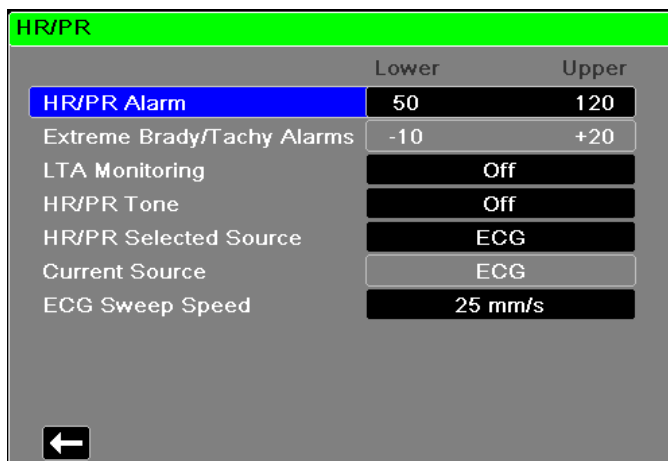 HR/PR
Lower Upper
HR/PR Alarm 50 120
Extreme Brady/Tachy Alarms -10 +20
LTA Monitoring Off
HR/PR Tone Off
HR/PR Selected Source ECG
Current Source ECG
ECG Sweep Speed 25 mm/s